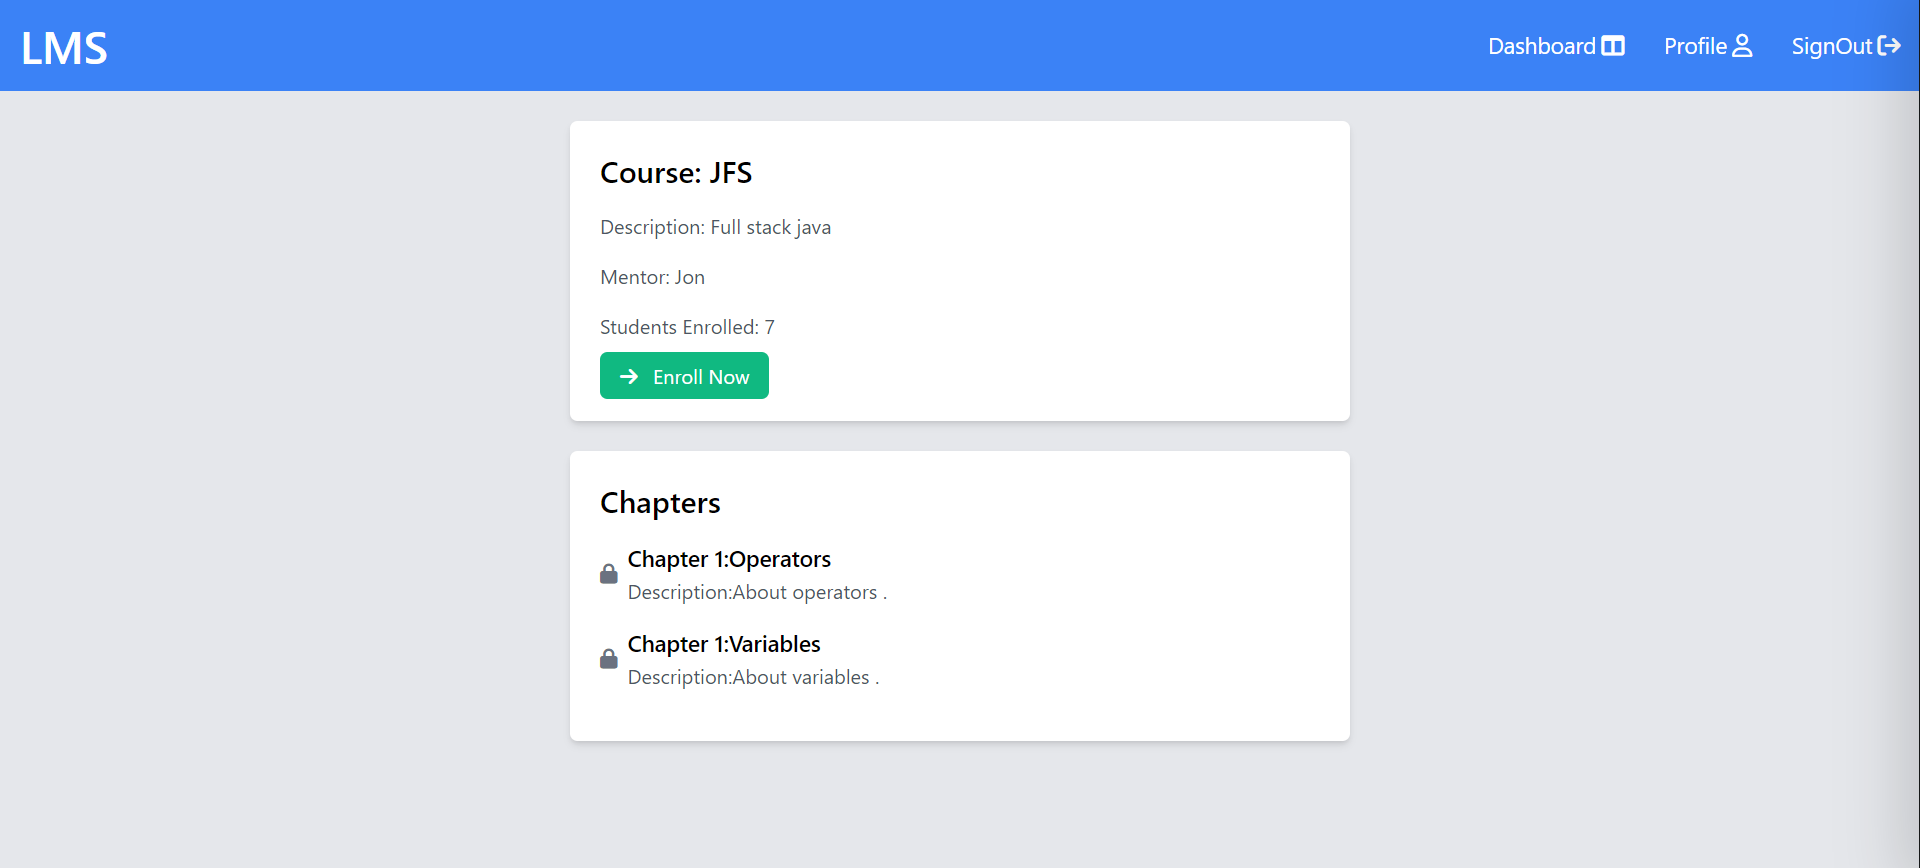 LMS
Dashboard Profile SignOut
Course: JFS
Description: Full stack java
Mentor: Jon
Students Enrolled: 7
Enroll Now
Chapters
Chapter 1:Operators
Description:About operators .
Chapter 1:Variables
Description:About variables .